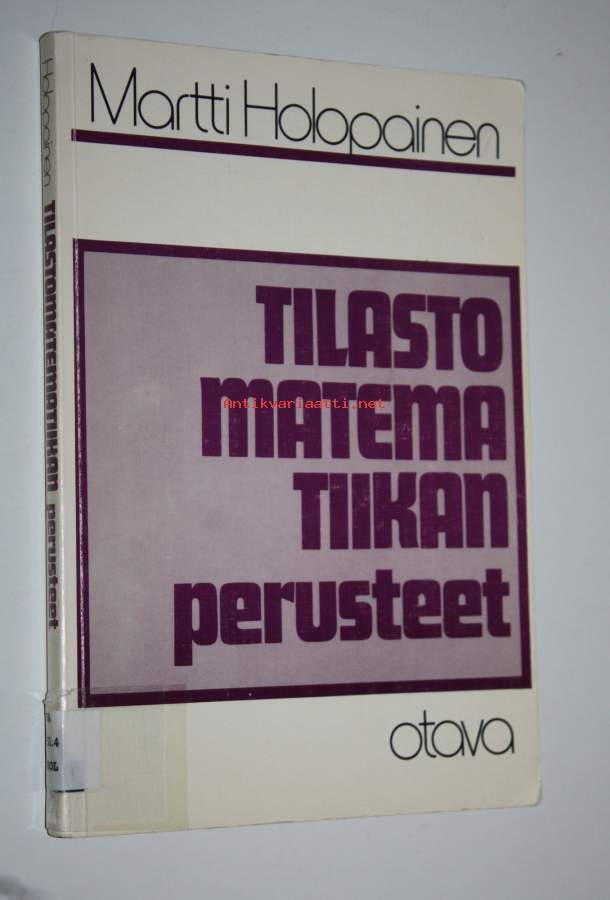 Martti Holopainen
TILASTO
MATEMA
TIIKAN
perusteet
otava
Antikvariaatti.net
Holopainen TILASTOMATEMATIIKAN perusteet